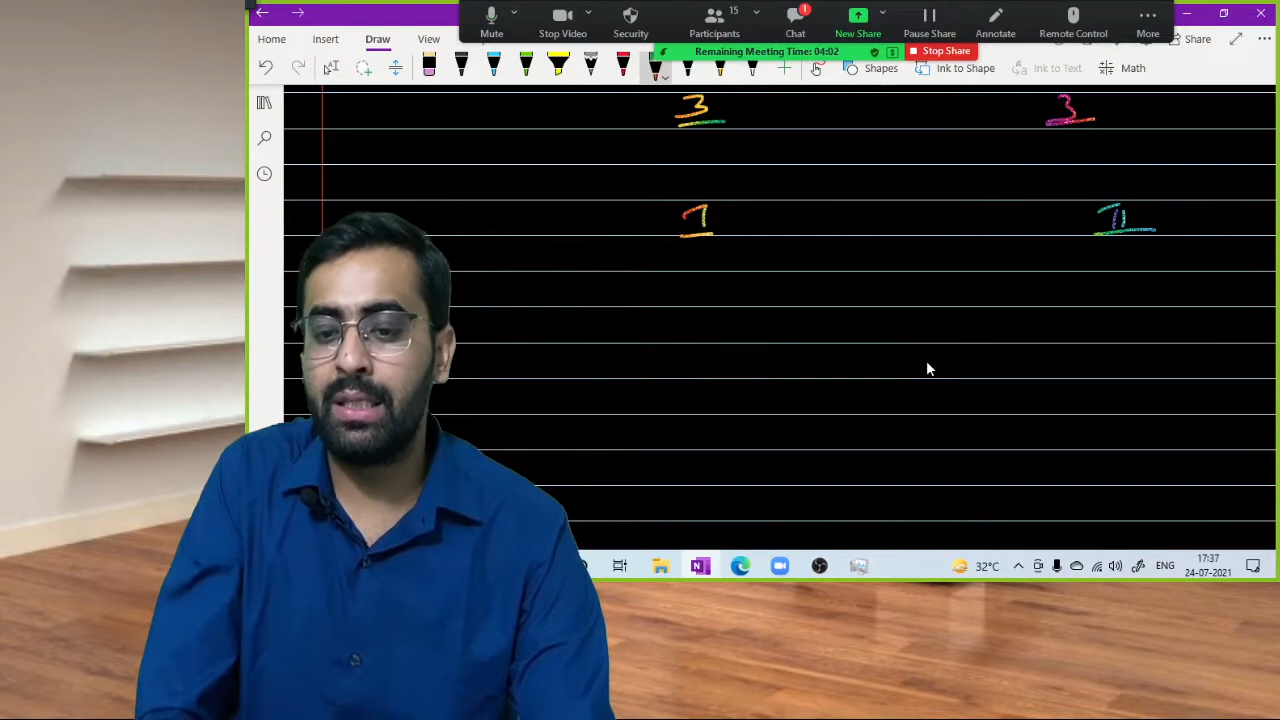 15 1
Mute Stop Video Security Participants Chat New Share Pause Share Annotate Remote Control More
Remaining Meeting Time: 04:02 Stop Share
Home Insert Draw View Share
Shapes Ink to Shape Ink to Text Math
3 3
32°C ENG 17:37
24-07-2021